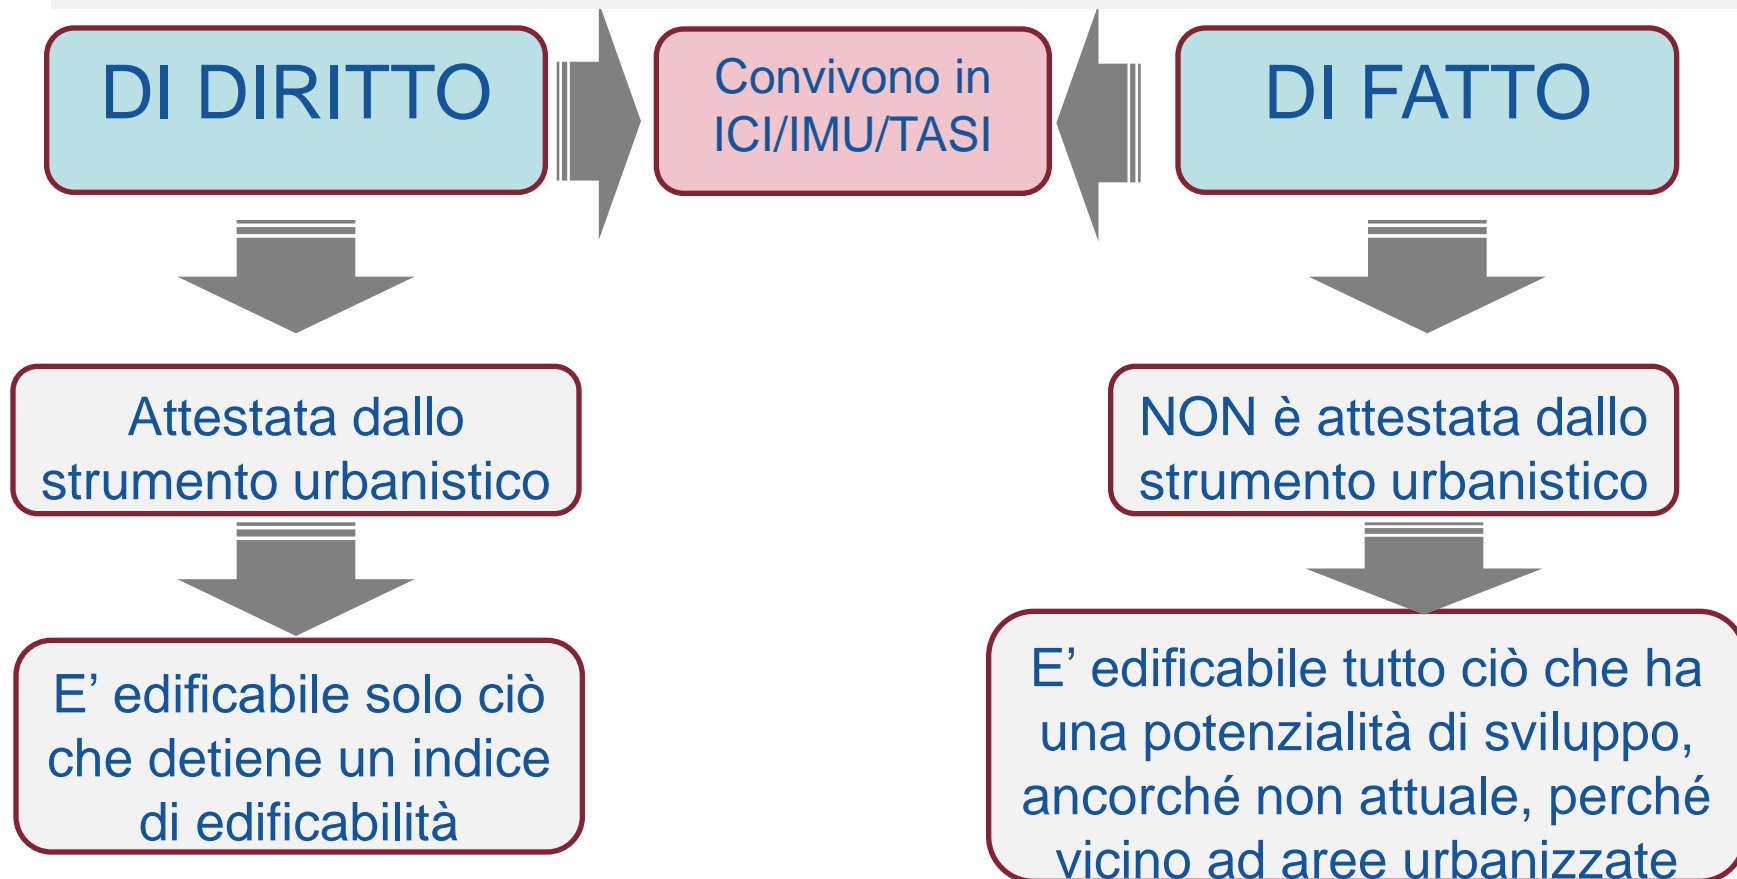 DI DIRITTO
Convivono in
ICI/IMU/TASI
DI FATTO
Attestata dallo
strumento urbanistico
NON è attestata dallo
strumento urbanistico
E’ edificabile solo ciò
che detiene un indice
di edificabilità
E’ edificabile tutto ciò che ha
una potenzialità di sviluppo,
ancorché non attuale, perché
vicino ad aree urbanizzate